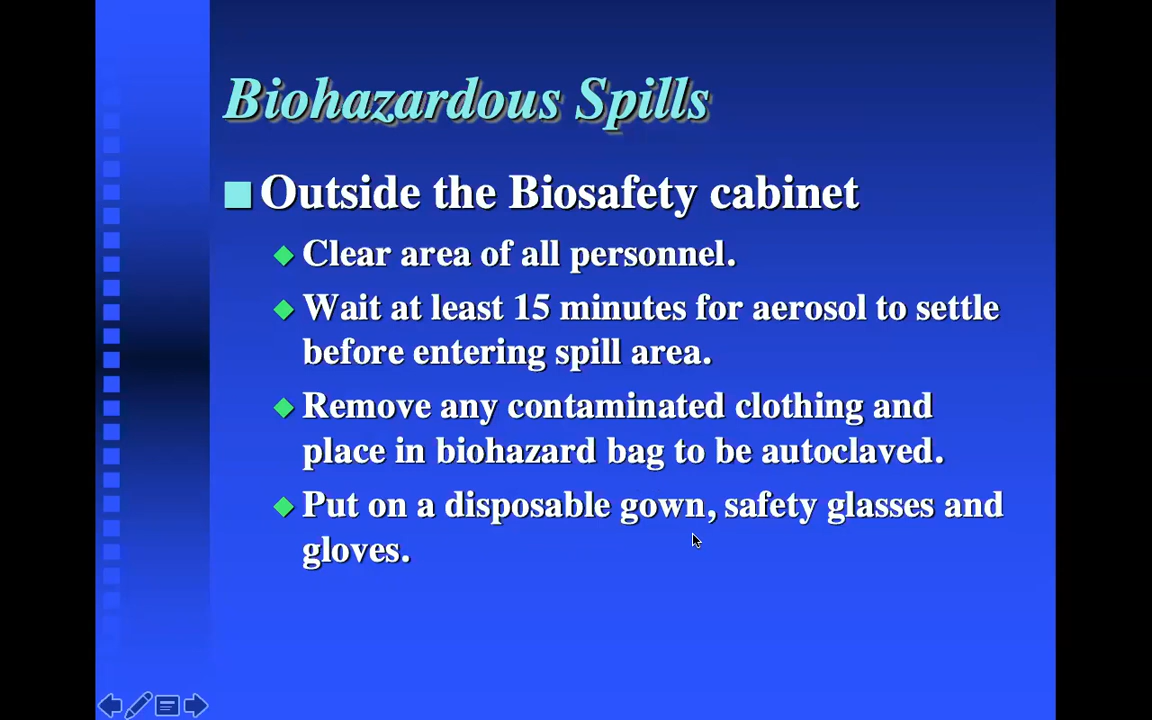 Biohazardous Spills
Outside the Biosafety cabinet
Clear area of all personnel.
Wait at least 15 minutes for aerosol to settle
before entering spill area.
Remove any contaminated clothing and
place in biohazard bag to be autoclaved.
Put on a disposable gown, safety glasses and
gloves.